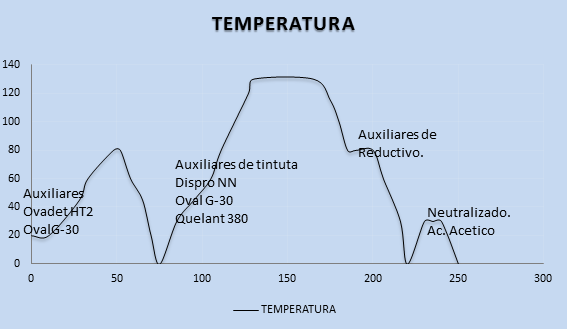 TEMPERATURA
140
120
100
80
60
40
20
0
Auxiliares
Ovadet HT2
OvalG-30
Auxiliares de tintuta
Dispro NN
Oval G-30
Quelant 380
Auxiliares de
Reductivo.
Neutralizado.
Ac. Acetico
0 50 100 150 200 250 300
TEMPERATURA